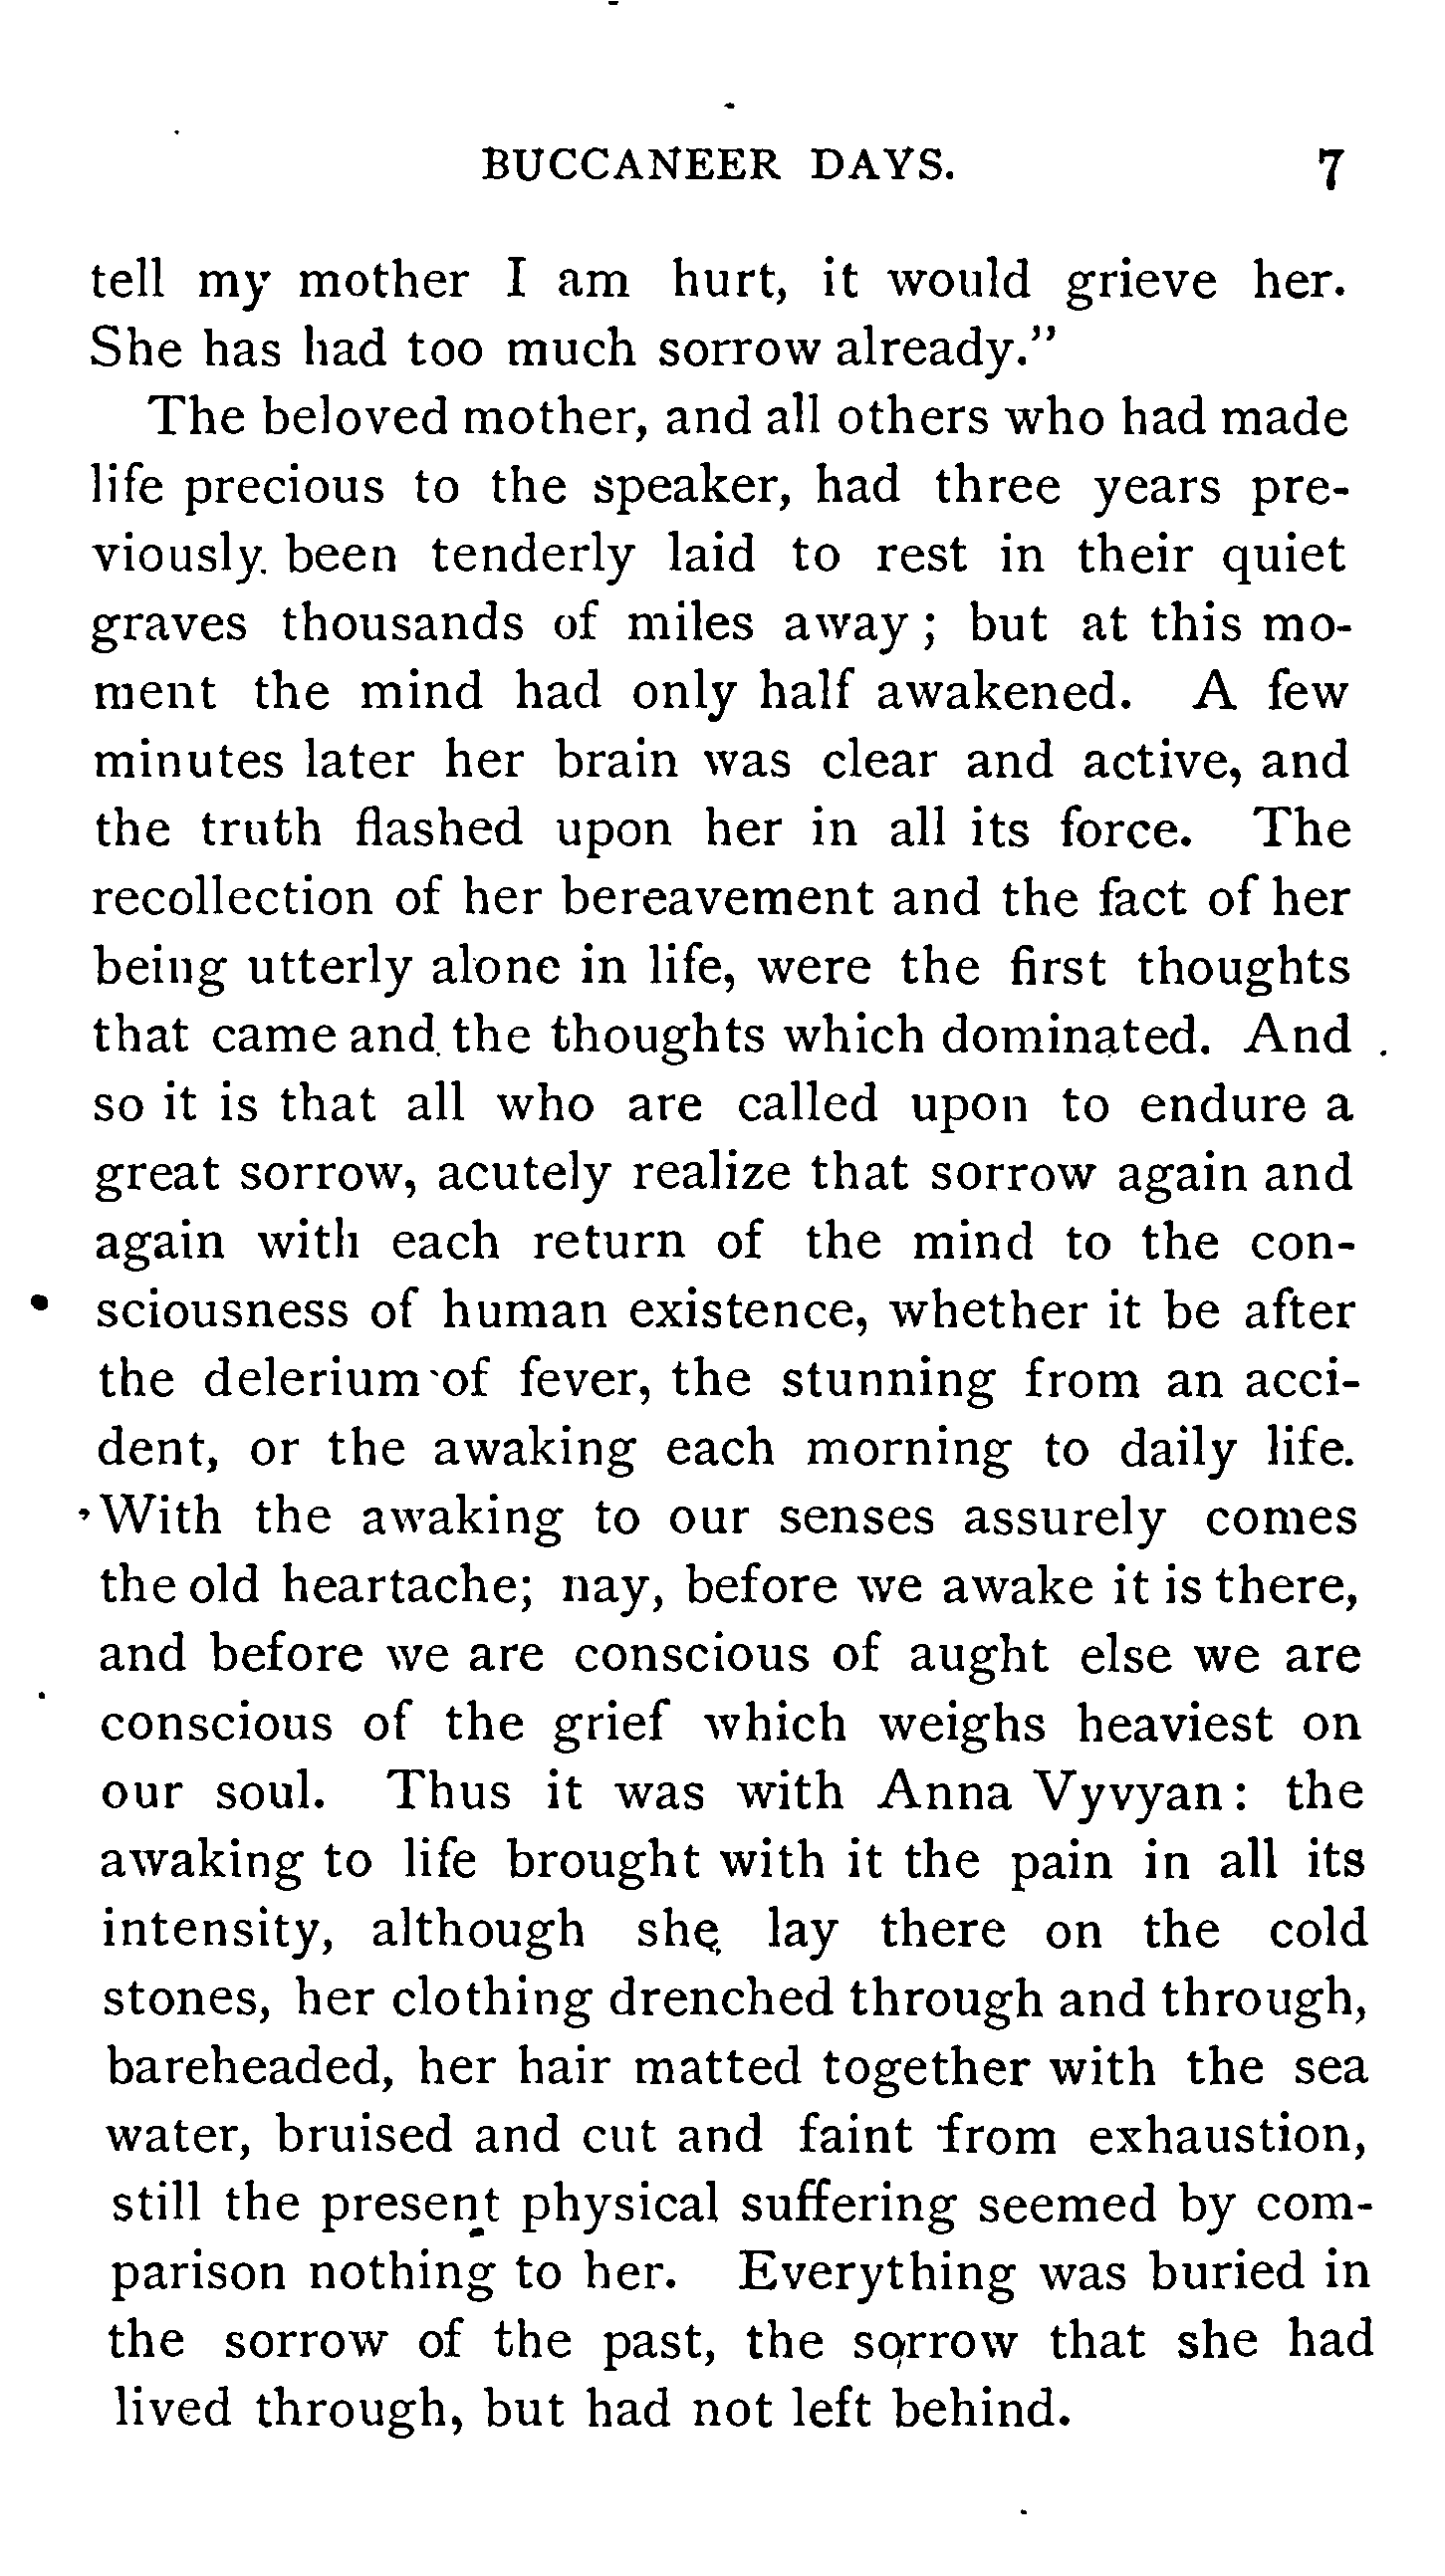 BUCCANEER DAYS. 7
tell my mother I am hurt, it would grieve her.
She has had too much sorrow already.”
The beloved mother, and all others who had made
life precious to the speaker, had three years pre-
viously been tenderly laid to rest in their quiet
graves thousands of miles away; but at this mo-
ment the mind had only half awakened. A few
minutes later her brain was clear and active, and
the truth flashed upon her in all its force. The
recollection of her bereavement and the fact of her
being utterly alone in life, were the first thoughts
that came and the thoughts which dominated. And
so it is that all who are called upon to endure a
great sorrow, acutely realize that sorrow again and
again with each return of the mind to the con-
sciousness of human existence, whether it be after
the delerium of fever, the stunning from an acci-
dent, or the awaking each morning to daily life.
With the awaking to our senses assurely comes
the old heartache; nay, before we awake it is there,
and before we are conscious of aught else we are
conscious of the grief which weighs heaviest on
our soul. Thus it was with Anna Vyvyan: the
awaking to life brought with it the pain in all its
intensity, although she lay there on the cold
stones, her clothing drenched through and through,
bareheaded, her hair matted together with the sea
water, bruised and cut and faint from exhaustion,
still the present physical suffering seemed by com-
parison nothing to her. Everything was buried in
the sorrow of the past, the sorrow that she had
lived through, but had not left behind.